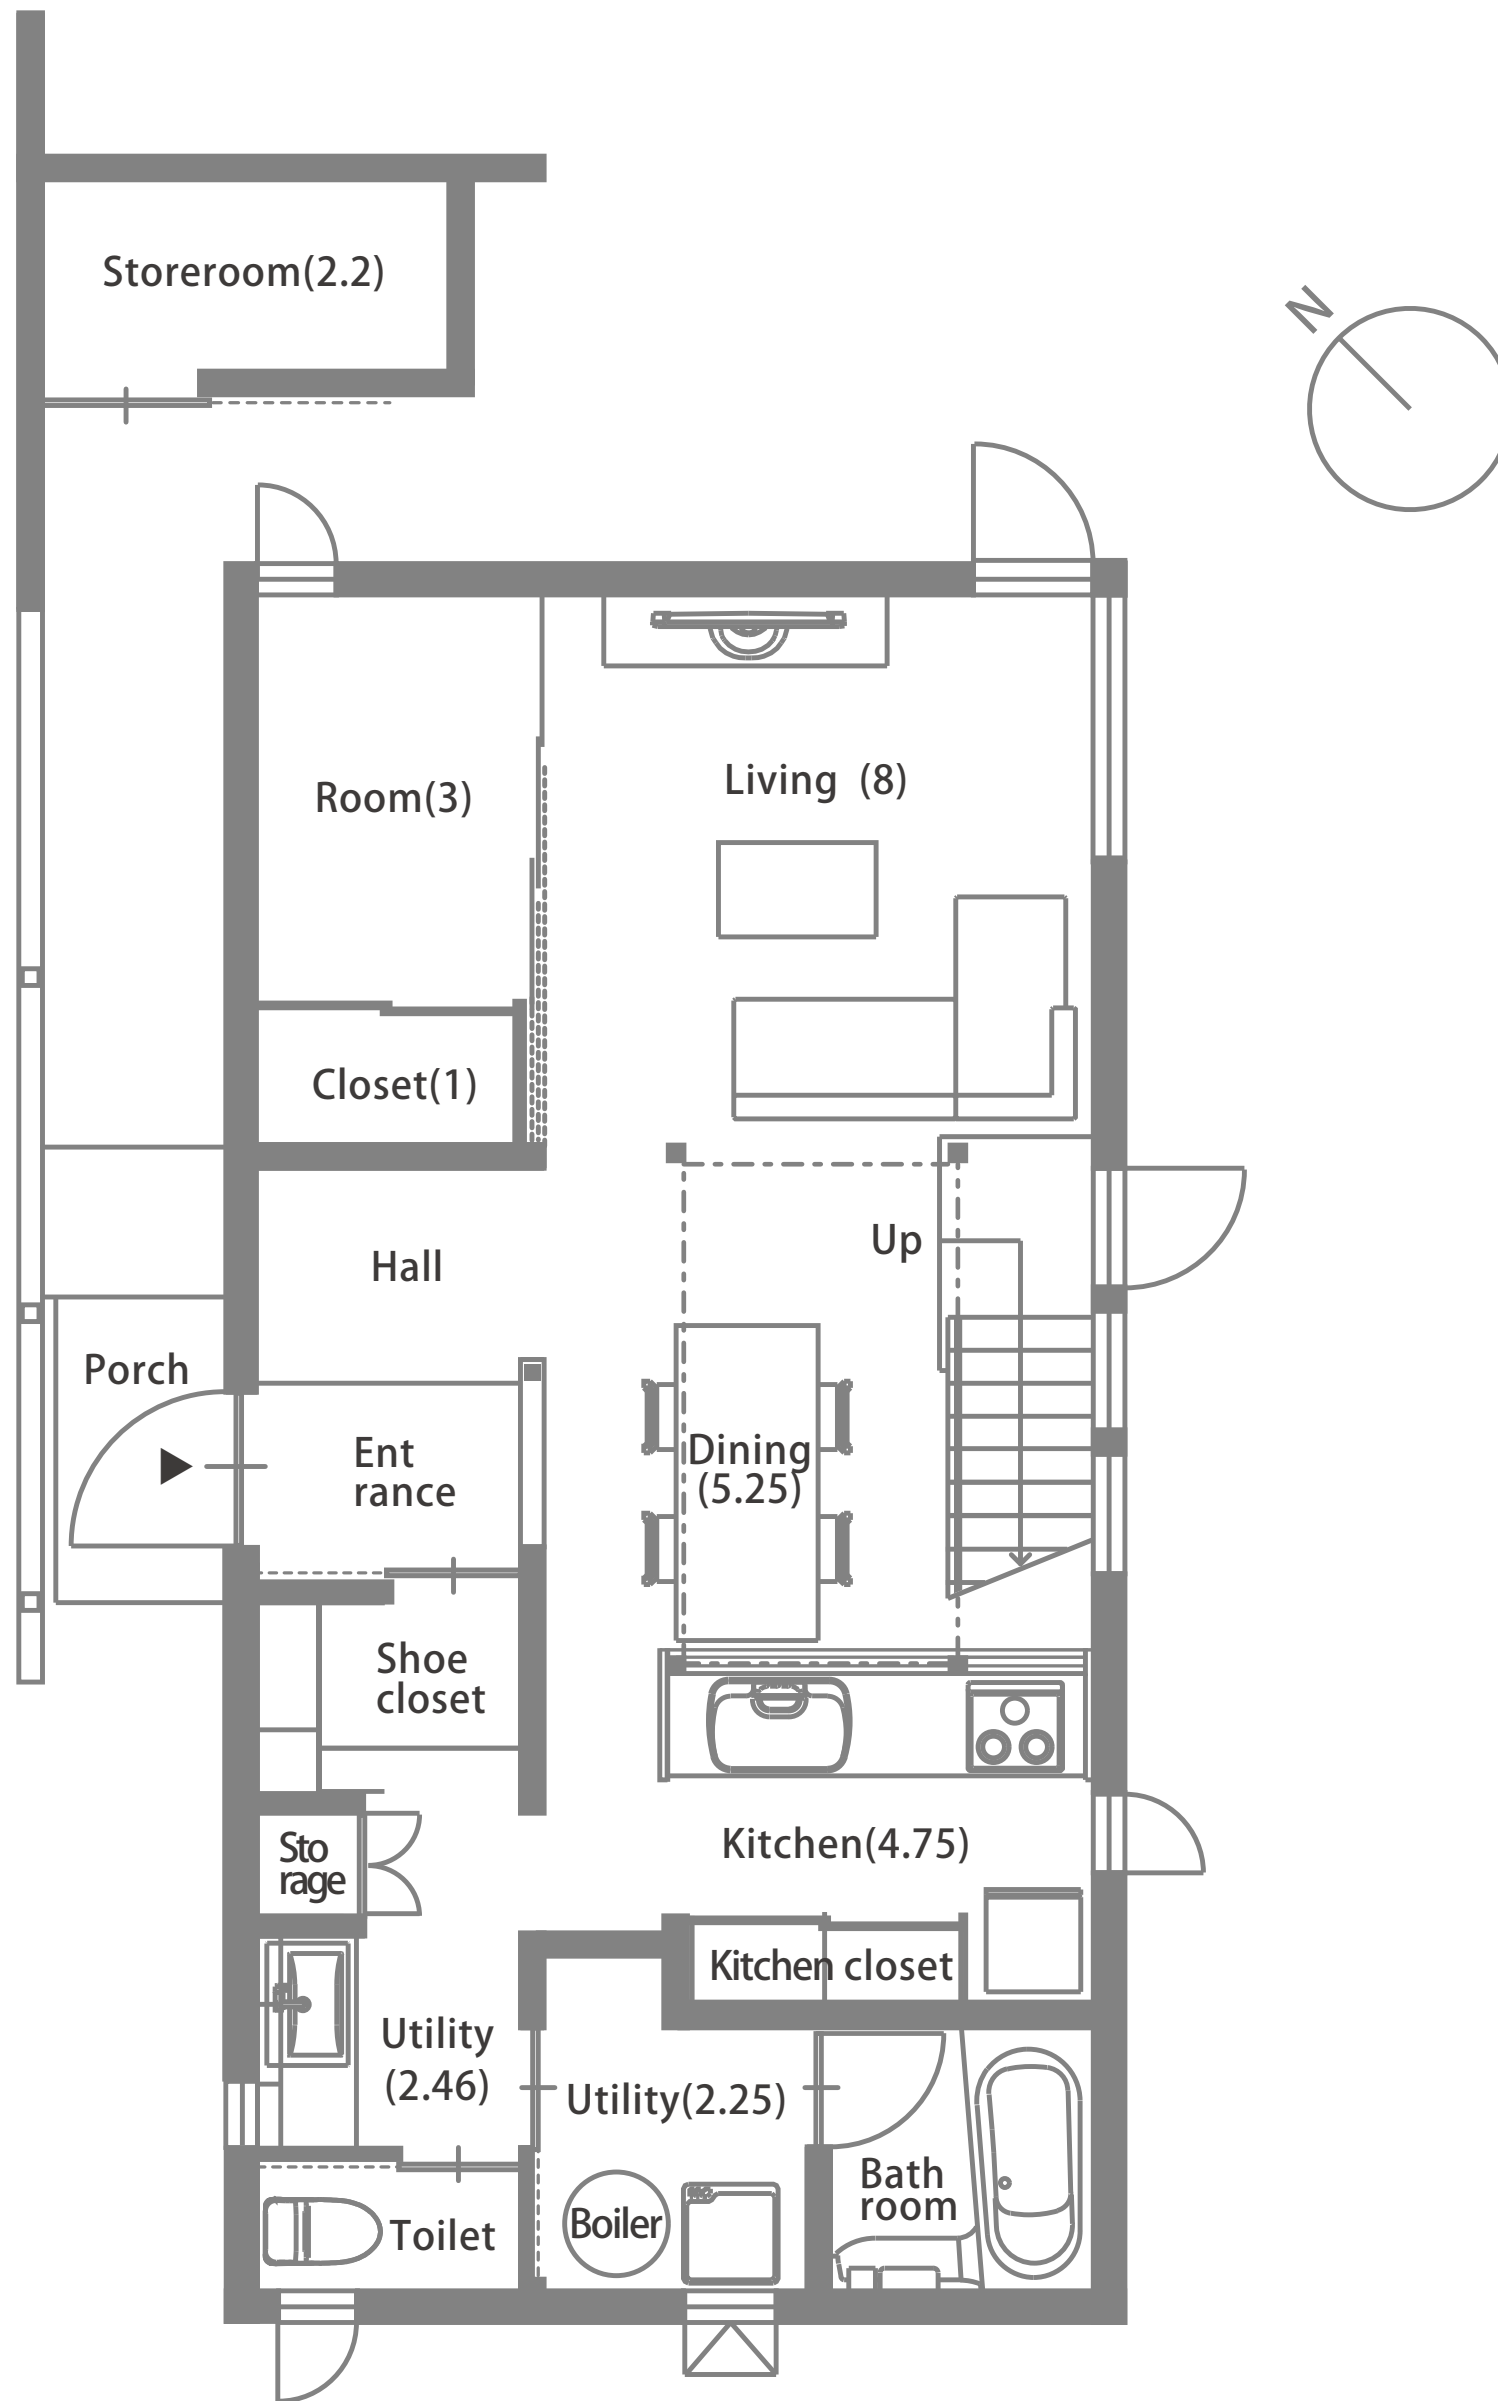 Storeroom(2.2)
N
Room(3)
Living (8)
Closet(1)
Up
Hall
Porch
Ent
rance
Dining
(5.25)
Shoe
closet
Kitchen(4.75)
Sto
rage
Kitchen closet
Utility
(2.46)
Utility(2.25)
Bath
room
Boiler
Toilet